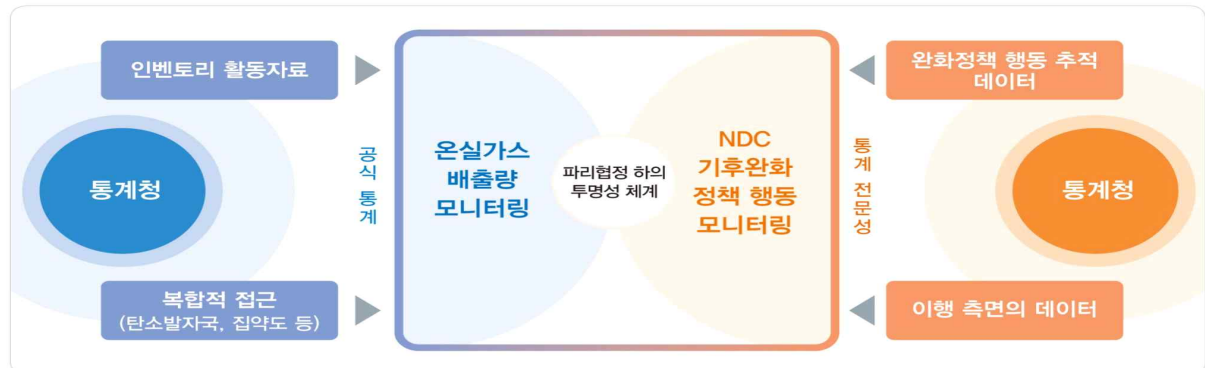 인벤토리 활동자료
통계청
복합적 접근
(탄소발자국, 집약도 등)
공식 통계
온실가스
배출량
모니터링
파리협정 하의
투명성 체계
NDC
기후완화
정책 행동
모니터링
통계 전문성
완화정책 행동 추적
데이터
통계청
이행 측면의 데이터